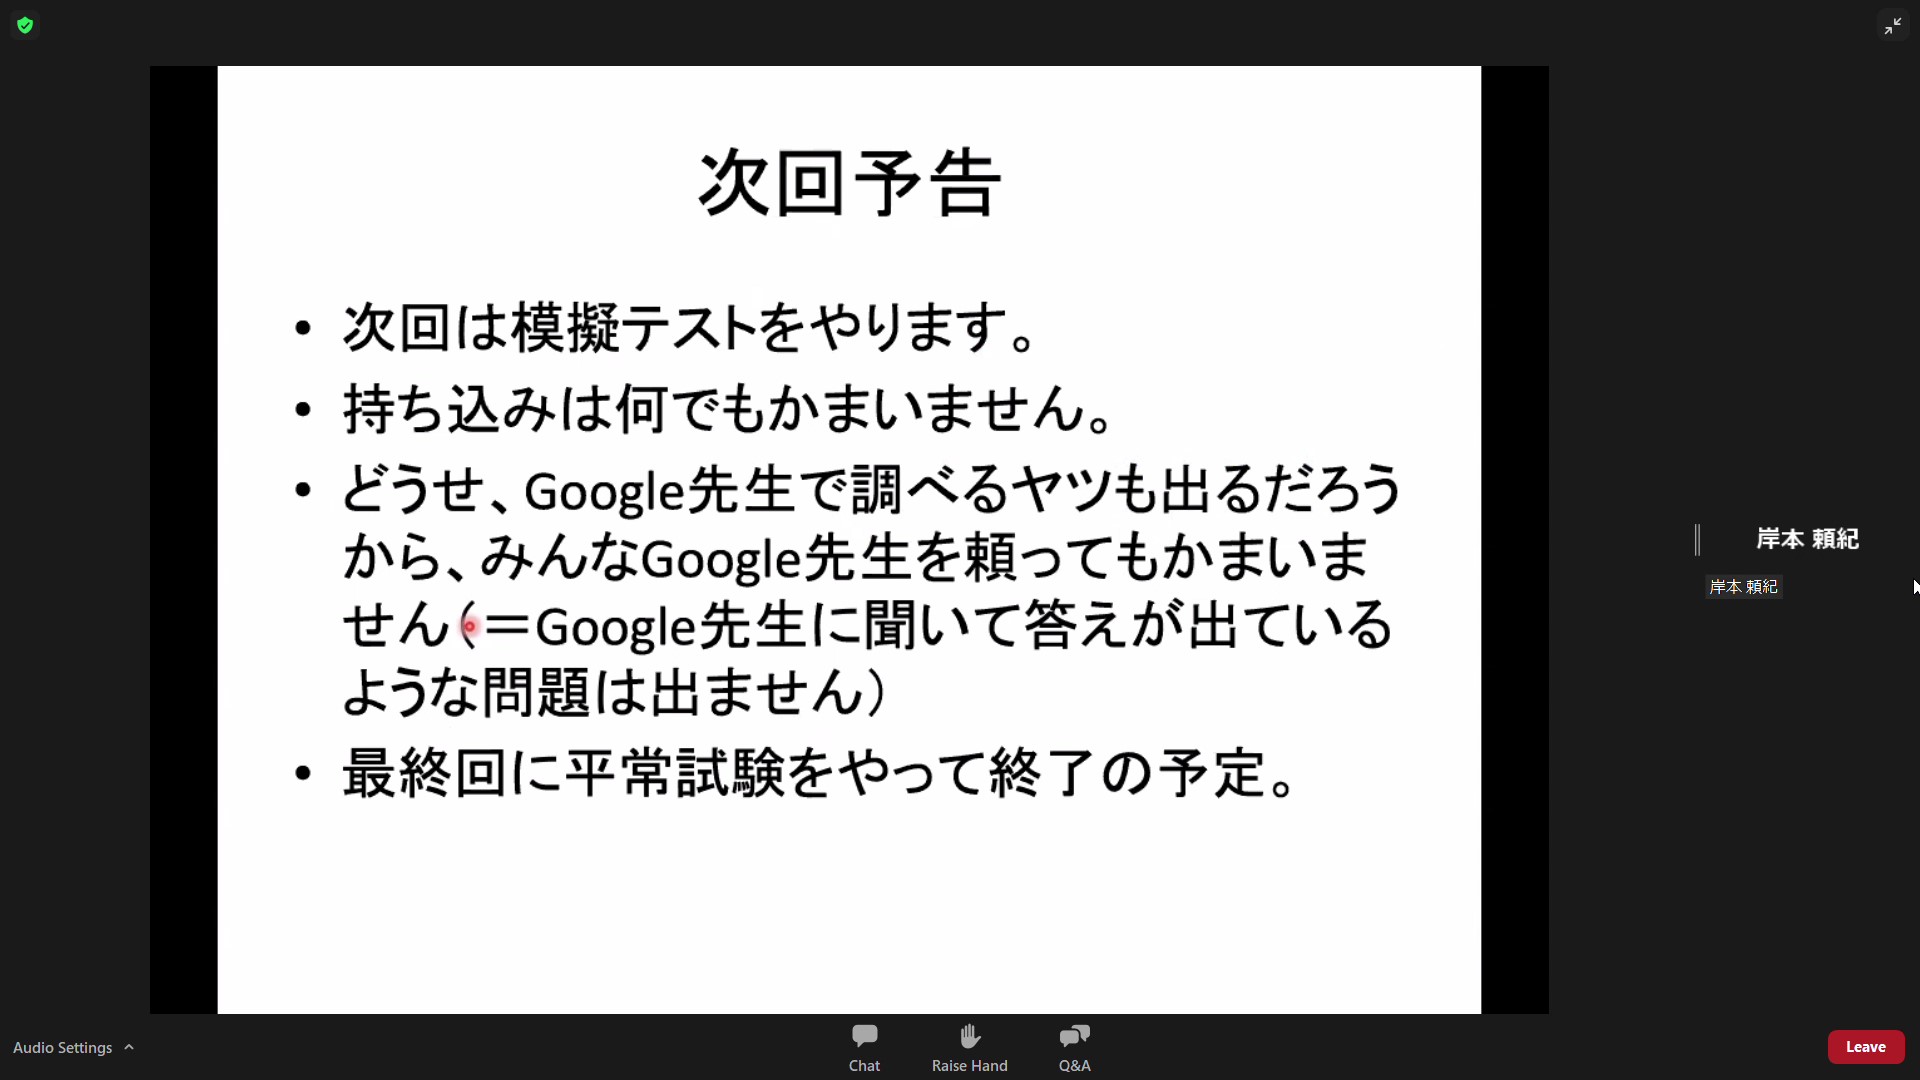 次回予告
• 次回は模擬テストをやります。
• 持ち込みは何でもかまいません。
• どうせ、Google先生で調べるヤツも出るだろう
から、みんなGoogle先生を頼ってもかまいま
せん(＝Google先生に聞いて答えが出ている
ような問題は出ません）
• 最終回に平常試験をやって終了の予定。
岸本 頼紀
岸本 頼紀
Audio Settings
Chat
Raise Hand
Q&A
Leave